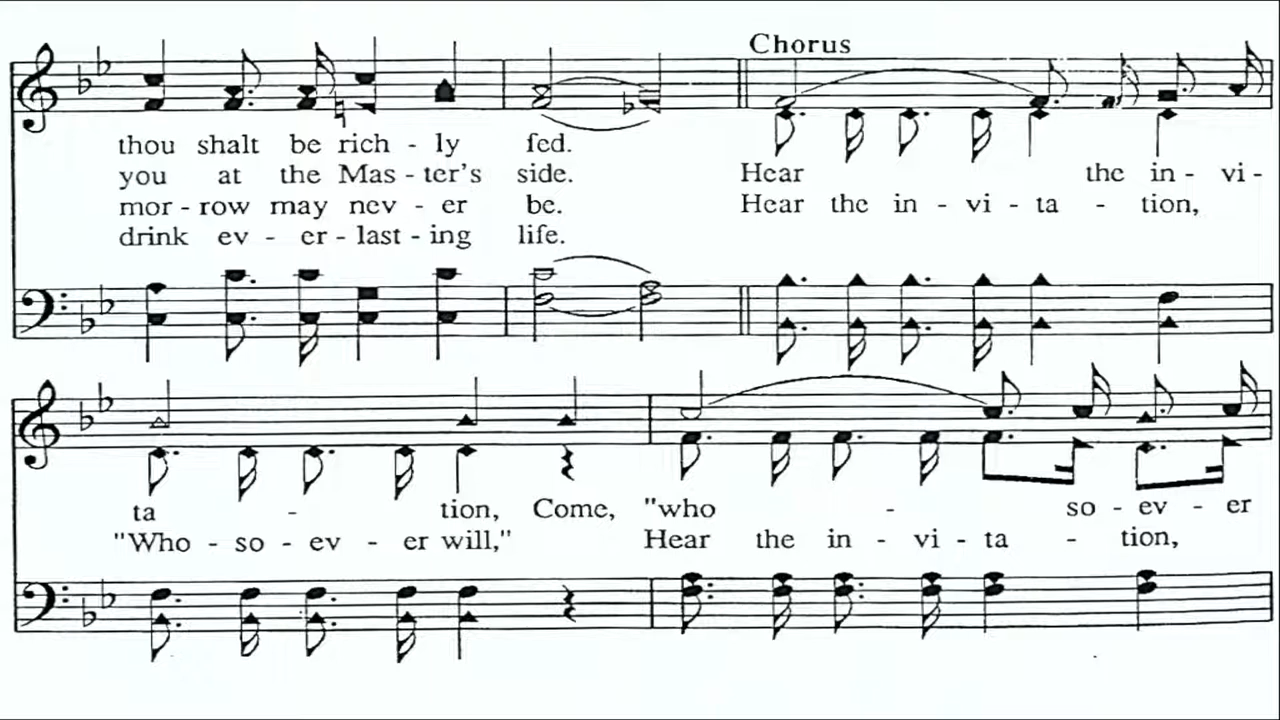 Chorus
thou shalt be rich - ly fed.
you at the Mas - ter's side. Hear the in - vi -
mor - row may nev - er be. Hear the in - vi - ta - tion,
drink ev - er - last - ing life.
ta - tion, Come, "who - so - ev - er
"Who - so - ev - er will," Hear the in - vi - ta - tion,